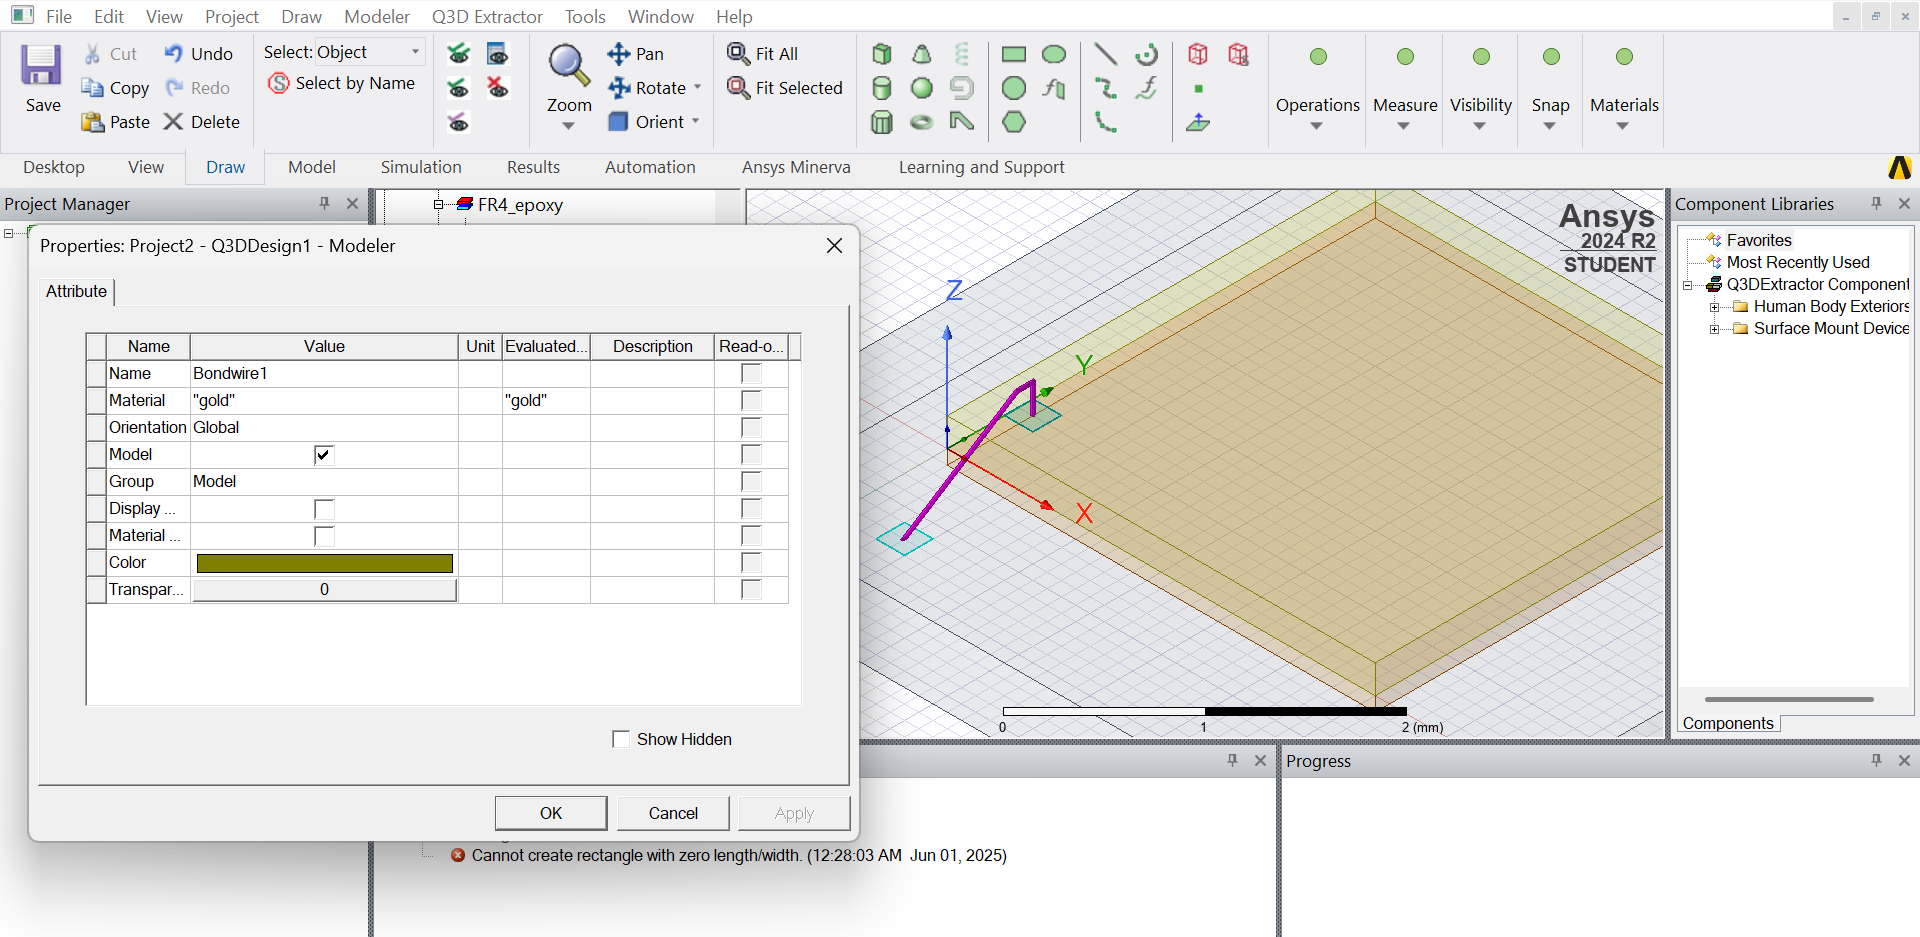 File Edit View Project Draw Modeler Q3D Extractor Tools Window Help
Save
Cut
Copy
Paste
Undo
Redo
Delete
Select: Object
Select by Name
Zoom
Pan
Rotate
Orient
Fit All
Fit Selected
Operations
Measure
Visibility
Snap
Materials
Desktop View Draw Model Simulation Results Automation Ansys Minerva Learning and Support
Project Manager
FR4_epoxy
Properties: Project2 - Q3DDesign1 - Modeler
Attribute
Name Value Unit Evaluated... Description Read-o...
Name Bondwire1
Material "gold" "gold"
Orientation Global
Model
Group Model
Display ...
Material ...
Color
Transpar... 0
Show Hidden
OK Cancel Apply
Ansys
2024 R2
STUDENT
Z
Y
X
0 1 2 (mm)
Component Libraries
Favorites
Most Recently Used
Q3DExtractor Component
Human Body Exteriors
Surface Mount Device
Components
Cannot create rectangle with zero length/width. (12:28:03 AM Jun 01, 2025)
Progress